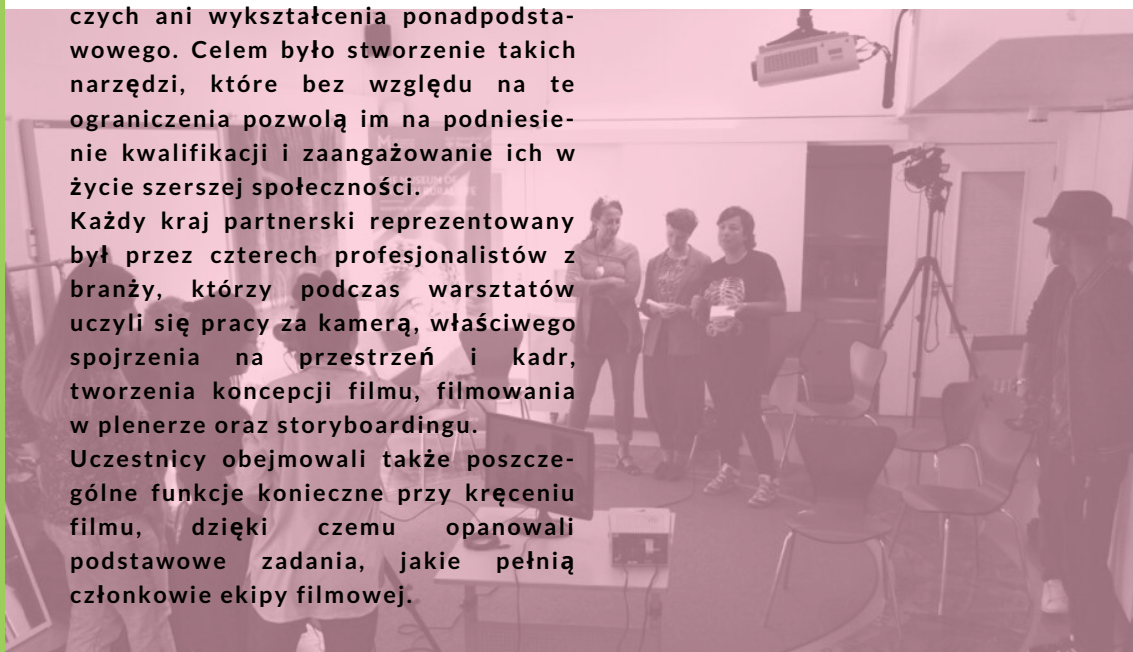 czych ani wykształcenia ponadpodsta-
wowego. Celem było stworzenie takich
narzędzi, które bez względu na te
ograniczenia pozwolą im na podniesie-
nie kwalifikacji i zaangażowanie ich w
życie szerszej społeczności.
Każdy kraj partnerski reprezentowany
był przez czterech profesjonalistów z
branży, którzy podczas warsztatów
uczyli się pracy za kamerą, właściwego
spojrzenia na przestrzeń i kadr,
tworzenia koncepcji filmu, filmowania
w plenerze oraz storyboardingu.
Uczestnicy obejmowali także poszcze-
gólne funkcje konieczne przy kręceniu
filmu, dzięki czemu opanowali
podstawowe zadania, jakie pełnią
członkowie ekipy filmowej.